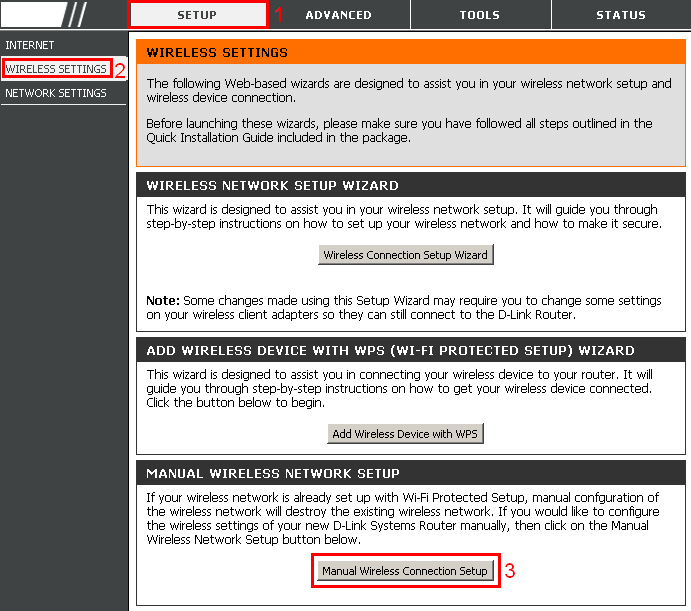 SETUP 1 ADVANCED TOOLS STATUS
INTERNET
WIRELESS SETTINGS 2
NETWORK SETTINGS
WIRELESS SETTINGS
The following Web-based wizards are designed to assist you in your wireless network setup and
wireless device connection.
Before launching these wizards, please make sure you have followed all steps outlined in the
Quick Installation Guide included in the package.
WIRELESS NETWORK SETUP WIZARD
This wizard is designed to assist you in your wireless network setup. It will guide you through
step-by-step instructions on how to set up your wireless network and how to make it secure.
Wireless Connection Setup Wizard
Note: Some changes made using this Setup Wizard may require you to change some settings
on your wireless client adapters so they can still connect to the D-Link Router.
ADD WIRELESS DEVICE WITH WPS (WI-FI PROTECTED SETUP) WIZARD
This wizard is designed to assist you in connecting your wireless device to your router. It will
guide you through step-by-step instructions on how to get your wireless device connected.
Click the button below to begin.
Add Wireless Device with WPS
MANUAL WIRELESS NETWORK SETUP
If your wireless network is already set up with Wi-Fi Protected Setup, manual confguration of
the wireless network will destroy the existing wireless network. If you would like to configure
the wireless settings of your new D-Link Systems Router manually, then click on the Manual
Wireless Network Setup button below.
Manual Wireless Connection Setup 3